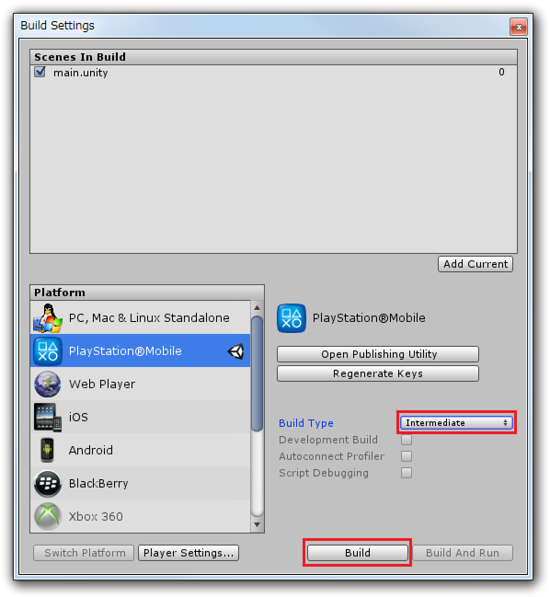 Build Settings
Scenes In Build
main.unity 0
Add Current
Platform
PC, Mac & Linux Standalone
PlayStation®Mobile
Web Player
iOS
Android
BlackBerry
Xbox 360
PlayStation®Mobile
Open Publishing Utility
Regenerate Keys
Build Type Intermediate
Development Build
Autoconnect Profiler
Script Debugging
Switch Platform Player Settings... Build Build And Run